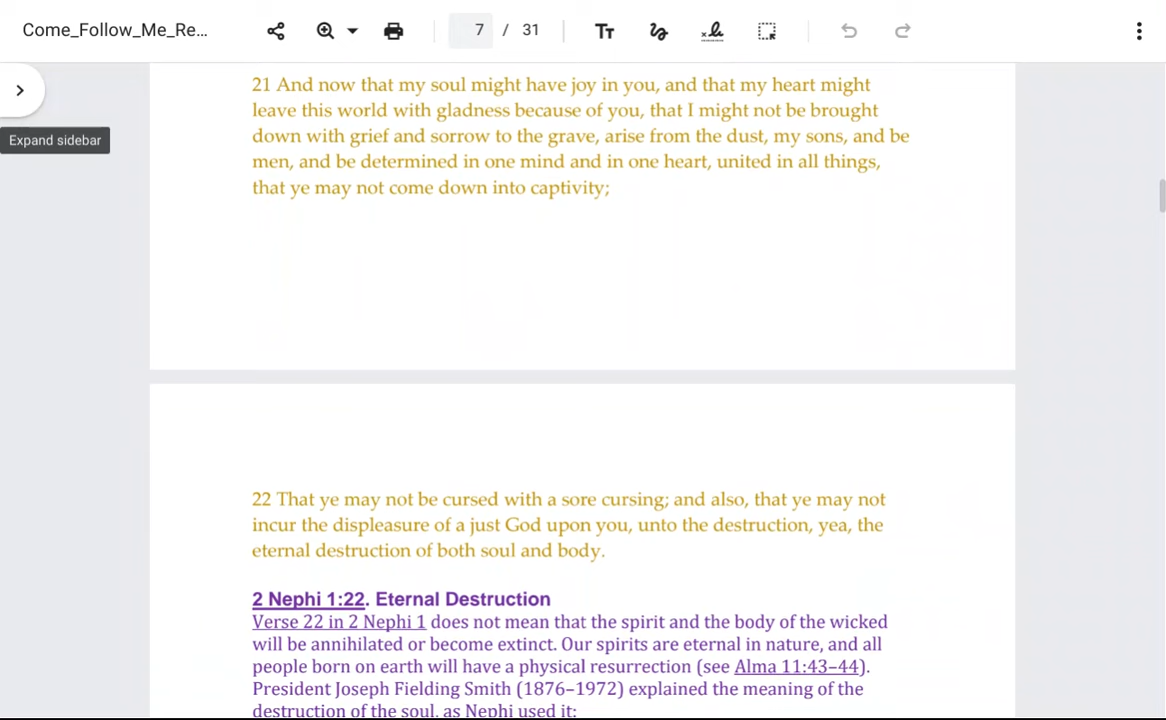 Come_Follow_Me_Re... 7 / 31
Expand sidebar
21 And now that my soul might have joy in you, and that my heart might
leave this world with gladness because of you, that I might not be brought
down with grief and sorrow to the grave, arise from the dust, my sons, and be
men, and be determined in one mind and in one heart, united in all things,
that ye may not come down into captivity;
22 That ye may not be cursed with a sore cursing; and also, that ye may not
incur the displeasure of a just God upon you, unto the destruction, yea, the
eternal destruction of both soul and body.
2 Nephi 1:22. Eternal Destruction
Verse 22 in 2 Nephi 1 does not mean that the spirit and the body of the wicked
will be annihilated or become extinct. Our spirits are eternal in nature, and all
people born on earth will have a physical resurrection (see Alma 11:43–44).
President Joseph Fielding Smith (1876–1972) explained the meaning of the
destruction of the soul, as Nephi used it: